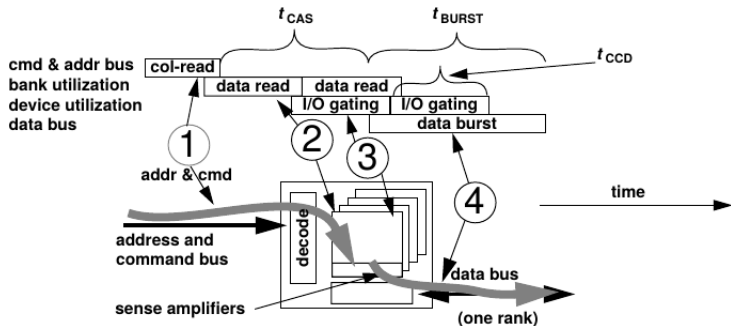 tCAS tBURST
tCCD
cmd & addr bus col-read
bank utilization data read data read
device utilization I/O gating I/O gating
data bus data burst
1 2 3 4
addr & cmd
time
decode
address and
command bus
data bus
sense amplifiers
(one rank)